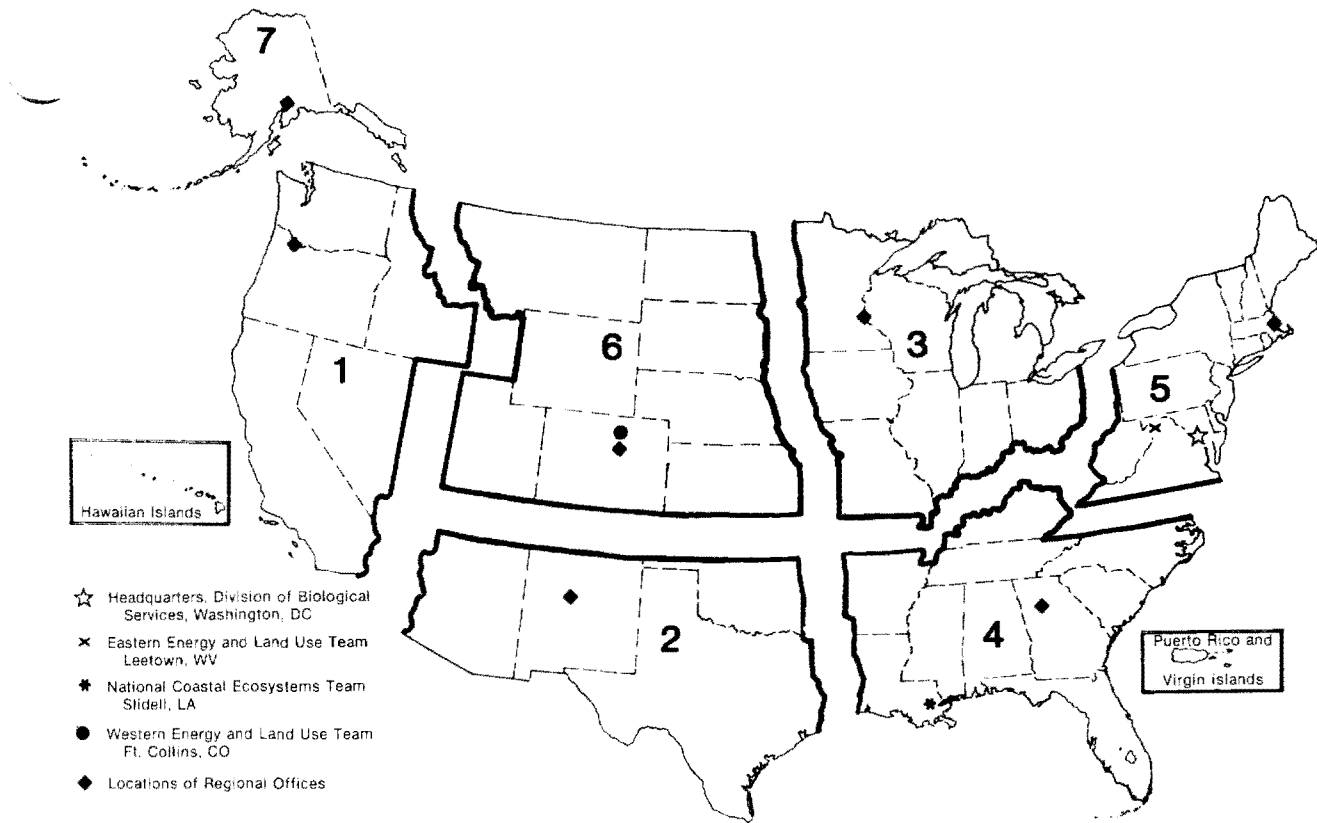 7
6
3
1
5
Hawaiian Islands
☆ Headquarters, Division of Biological
Services, Washington, DC
× Eastern Energy and Land Use Team
Leetown, WV
* National Coastal Ecosystems Team
Slidell, LA
● Western Energy and Land Use Team
Ft. Collins, CO
◆ Locations of Regional Offices
2
4
Puerto Rico and
Virgin islands